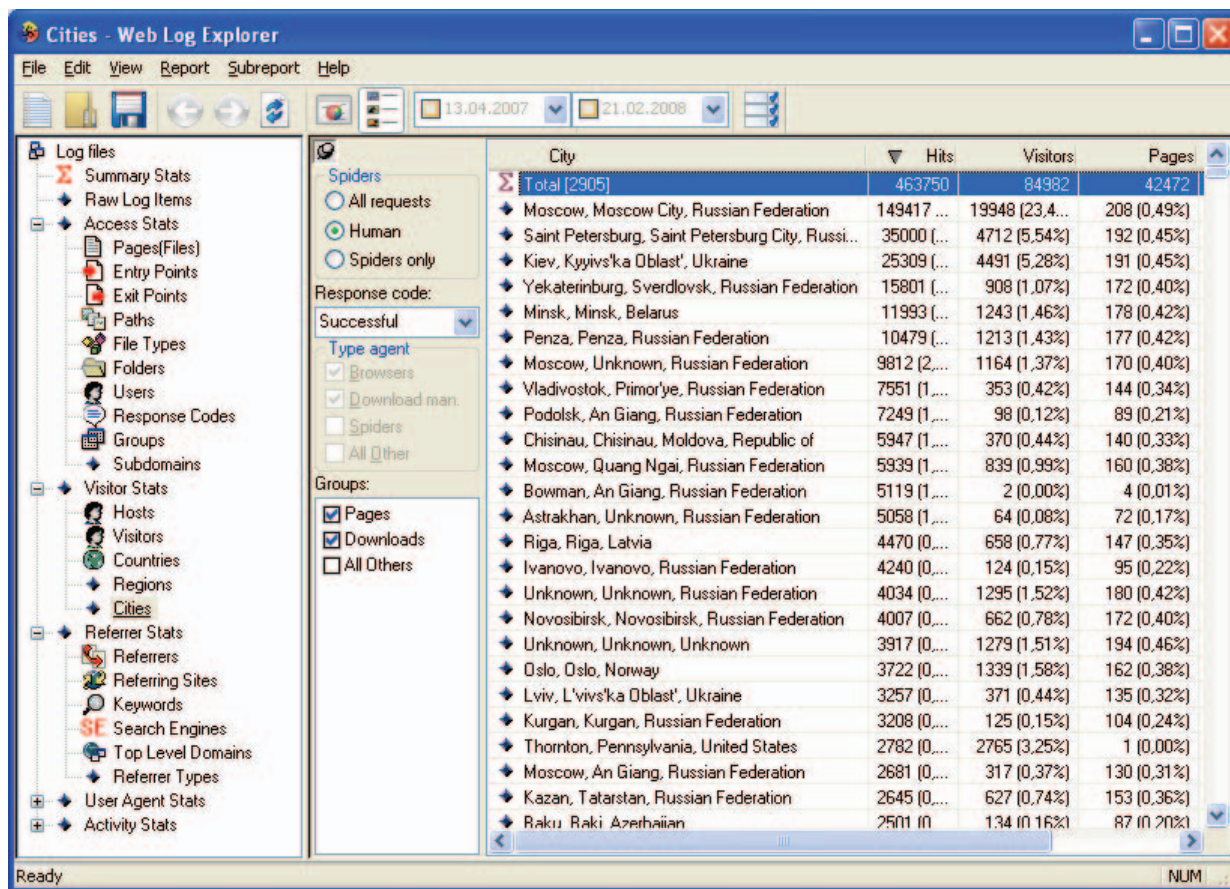 Cities - Web Log Explorer
File Edit View Report Subreport Help
13.04.2007 21.02.2008
Log files
Summary Stats
Raw Log Items
Access Stats
Pages(Files)
Entry Points
Exit Points
Paths
File Types
Folders
Users
Response Codes
Groups
Subdomains
Visitor Stats
Hosts
Visitors
Countries
Regions
Cities
Referrer Stats
Referrers
Referring Sites
Keywords
SE Search Engines
Top Level Domains
Referrer Types
User Agent Stats
Activity Stats
Spiders
All requests
Human
Spiders only
Response code:
Successful
Type agent
Browsers
Download man.
Spiders
All Other
Groups:
Pages
Downloads
All Others
City Hits Visitors Pages
Σ Total [2905] 463750 84982 42472
Moscow, Moscow City, Russian Federation 149417 ... 19948 (23,4... 208 (0,49%)
Saint Petersburg, Saint Petersburg City, Russi... 35000 (... 4712 (5,54%) 192 (0,45%)
Kiev, Kyyivs'ka Oblast', Ukraine 25309 (... 4491 (5,28%) 191 (0,45%)
Yekaterinburg, Sverdlovsk, Russian Federation 15801 (... 908 (1,07%) 172 (0,40%)
Minsk, Minsk, Belarus 11993 (... 1243 (1,46%) 178 (0,42%)
Penza, Penza, Russian Federation 10479 (... 1213 (1,43%) 177 (0,42%)
Moscow, Unknown, Russian Federation 9812 (2,... 1164 (1,37%) 170 (0,40%)
Vladivostok, Primor'ye, Russian Federation 7551 (1,... 353 (0,42%) 144 (0,34%)
Podolsk, An Giang, Russian Federation 7249 (1,... 98 (0,12%) 89 (0,21%)
Chisinau, Chisinau, Moldova, Republic of 5947 (1,... 370 (0,44%) 140 (0,33%)
Moscow, Quang Ngai, Russian Federation 5939 (1,... 839 (0,99%) 160 (0,38%)
Bowman, An Giang, Russian Federation 5119 (1,... 2 (0,00%) 4 (0,01%)
Astrakhan, Unknown, Russian Federation 5058 (1,... 64 (0,08%) 72 (0,17%)
Riga, Riga, Latvia 4470 (0,... 658 (0,77%) 147 (0,35%)
Ivanovo, Ivanovo, Russian Federation 4240 (0,... 124 (0,15%) 95 (0,22%)
Unknown, Unknown, Russian Federation 4034 (0,... 1295 (1,52%) 180 (0,42%)
Novosibirsk, Novosibirsk, Russian Federation 4007 (0,... 662 (0,78%) 172 (0,40%)
Unknown, Unknown, Unknown 3917 (0,... 1279 (1,51%) 194 (0,46%)
Oslo, Oslo, Norway 3722 (0,... 1339 (1,58%) 162 (0,38%)
Lviv, L'vivs'ka Oblast', Ukraine 3257 (0,... 371 (0,44%) 135 (0,32%)
Kurgan, Kurgan, Russian Federation 3208 (0,... 125 (0,15%) 104 (0,24%)
Thornton, Pennsylvania, United States 2782 (0,... 2765 (3,25%) 1 (0,00%)
Moscow, An Giang, Russian Federation 2681 (0,... 317 (0,37%) 130 (0,31%)
Kazan, Tatarstan, Russian Federation 2645 (0,... 627 (0,74%) 153 (0,36%)
Baku, Baki, Azerbaijan 2501 (0,... 134 (0,16%) 87 (0,20%)
Ready NUM